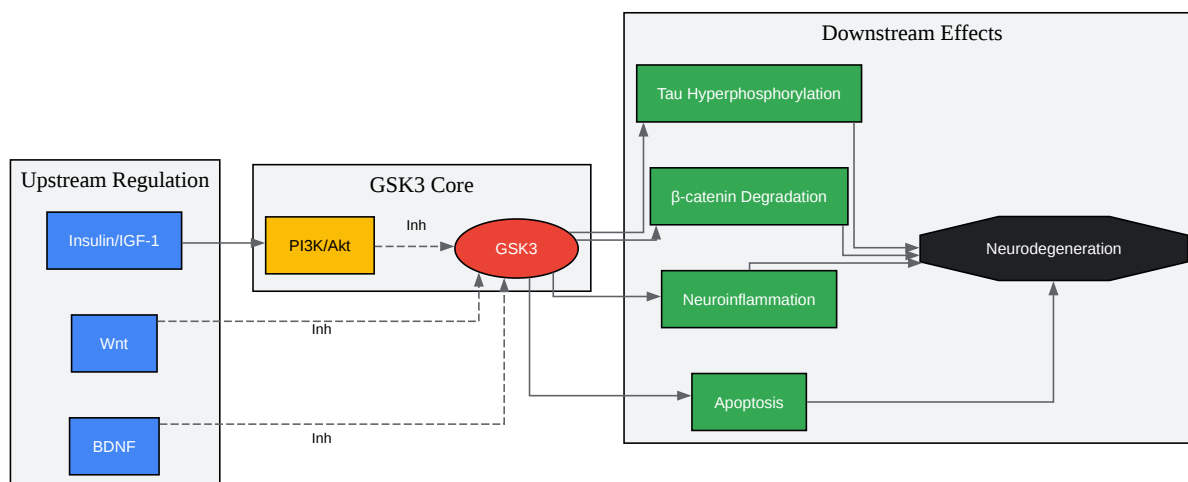 Upstream Regulation
Insulin/IGF-1
Wnt
BDNF
GSK3 Core
PI3K/Akt
Inh
GSK3
Inh
Inh
Downstream Effects
Tau Hyperphosphorylation
β-catenin Degradation
Neuroinflammation
Apoptosis
Neurodegeneration